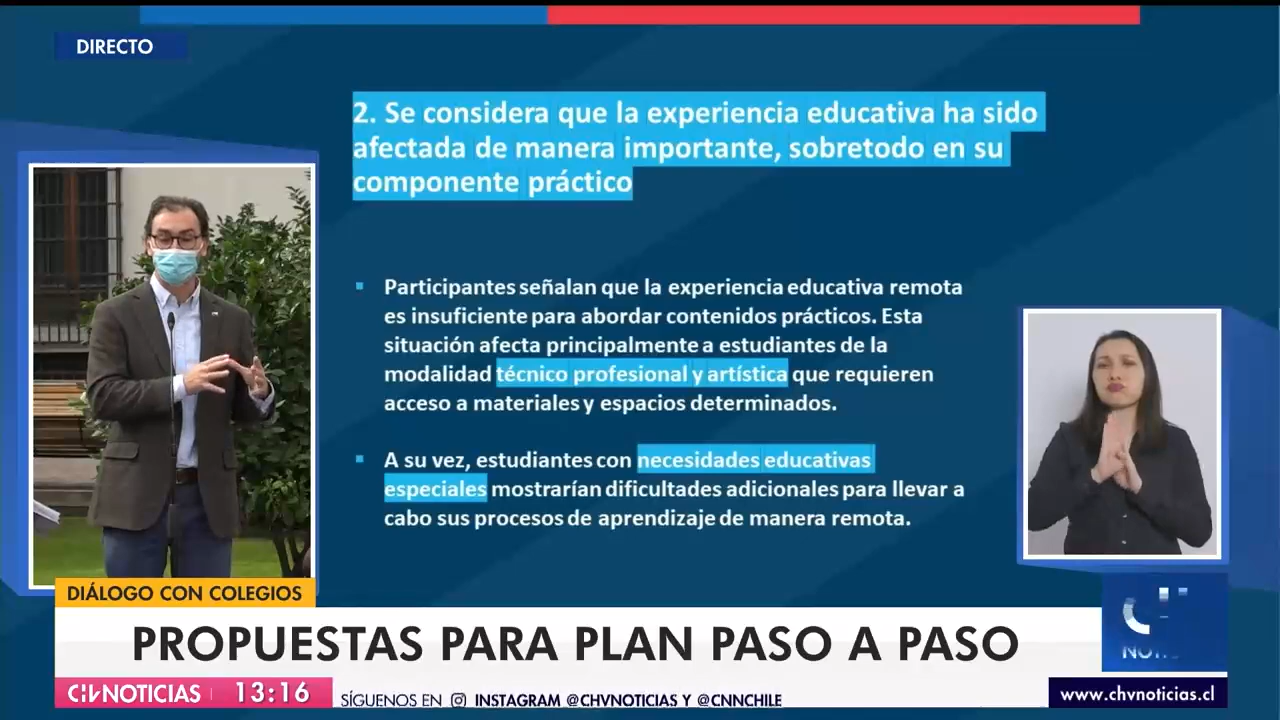 DIRECTO
2. Se considera que la experiencia educativa ha sido
afectada de manera importante, sobretodo en su
componente práctico
Participantes señalan que la experiencia educativa remota
es insuficiente para abordar contenidos prácticos. Esta
situación afecta principalmente a estudiantes de la
modalidad técnico profesional y artística que requieren
acceso a materiales y espacios determinados.
A su vez, estudiantes con necesidades educativas
especiales mostrarían dificultades adicionales para llevar a
cabo sus procesos de aprendizaje de manera remota.
DIÁLOGO CON COLEGIOS
PROPUESTAS PARA PLAN PASO A PASO
CHV NOTICIAS 13:16
SÍGUENOS EN INSTAGRAM @CHVNOTICIAS Y @CNNCHILE
www.chvnoticias.cl